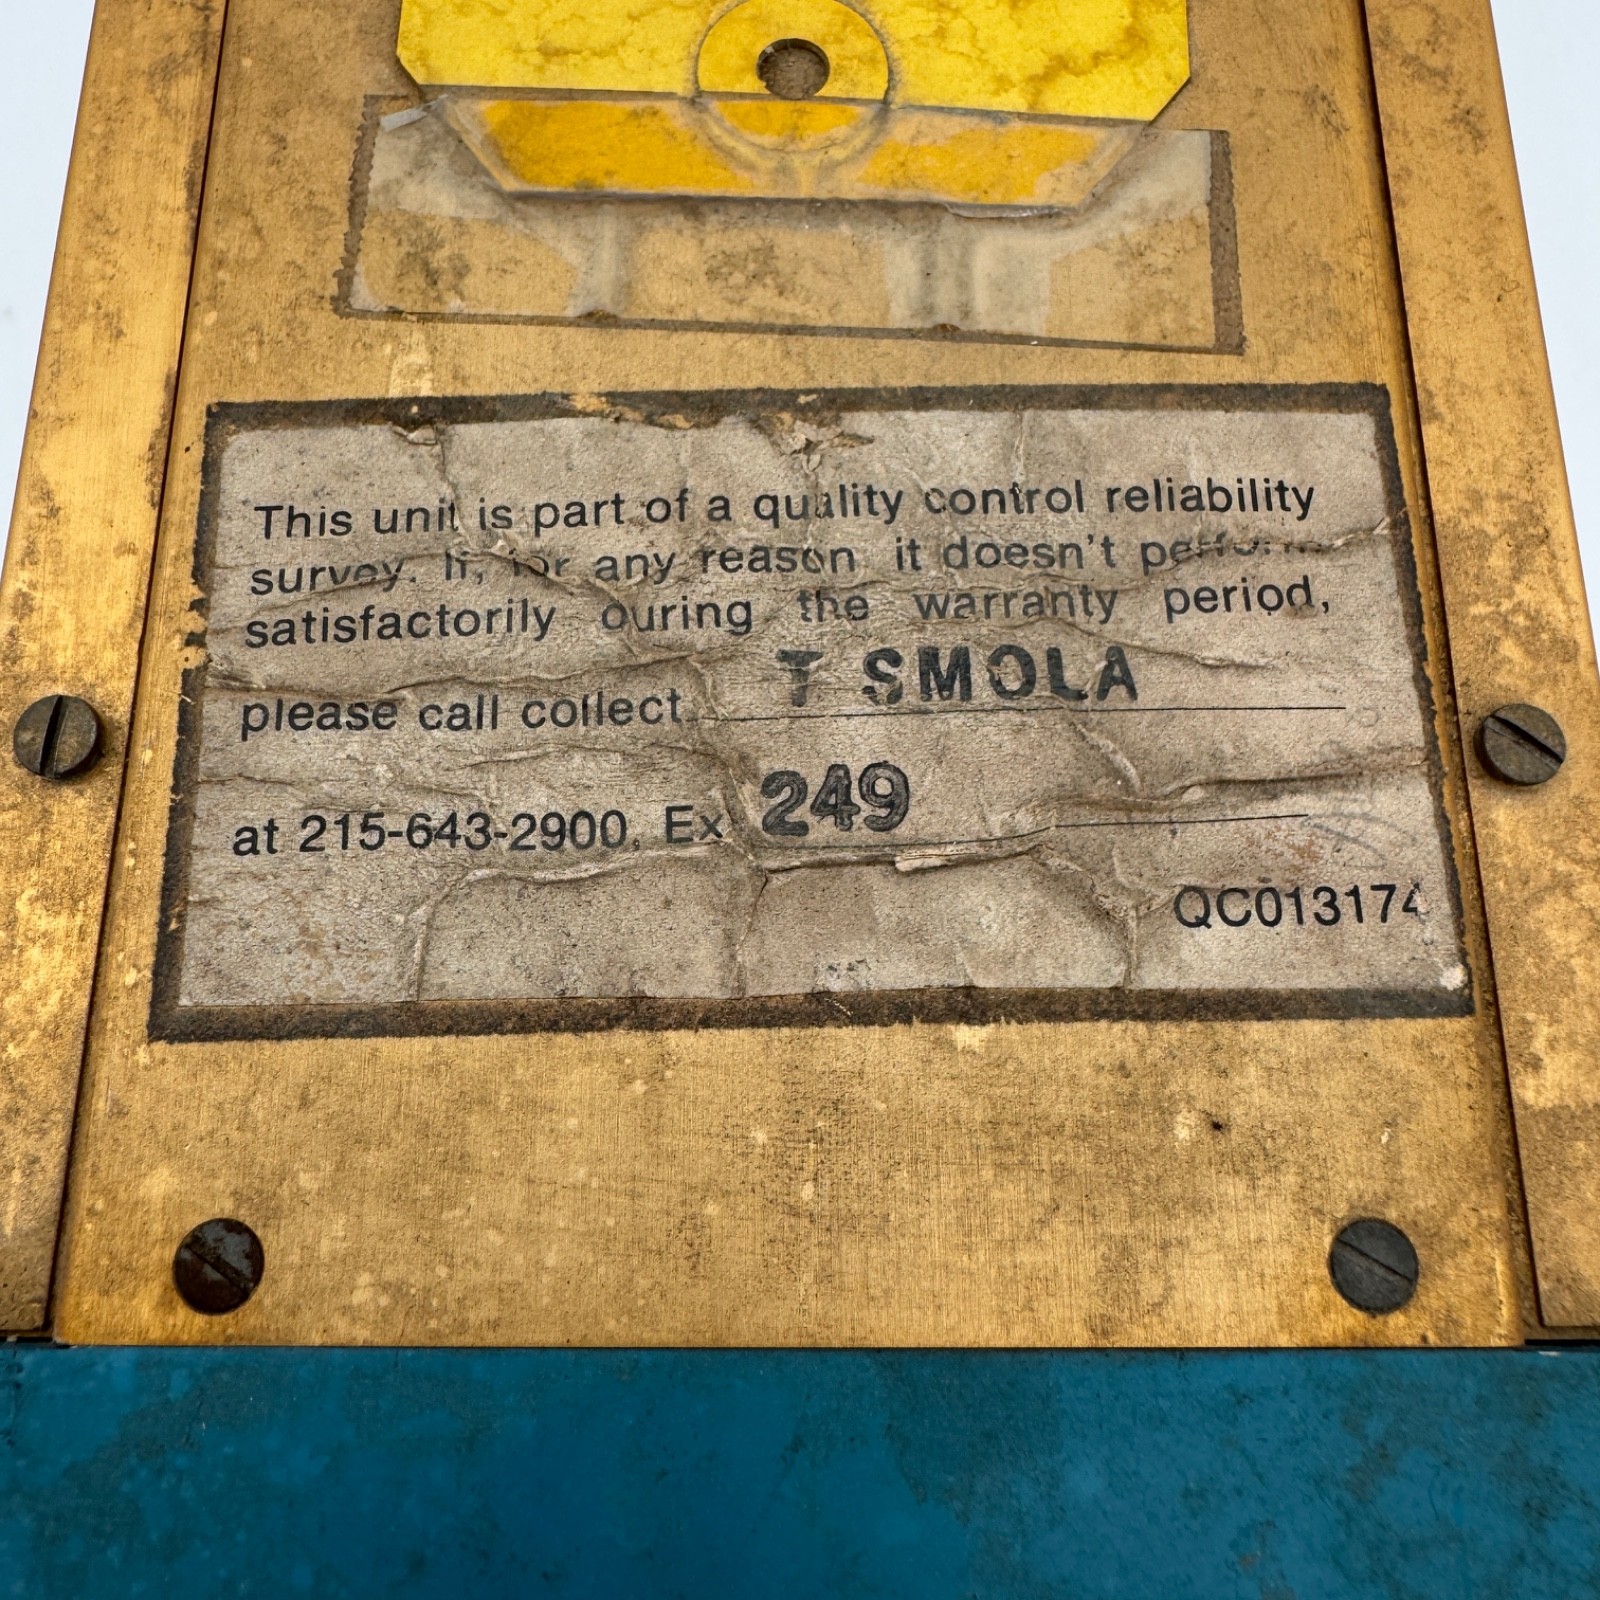 This unit is part of a quality control reliability
survey. If, for any reason it doesn't perform
satisfactorily during the warranty period,
please call collect T SMOLA
at 215-643-2900, Ex 249
QC013174